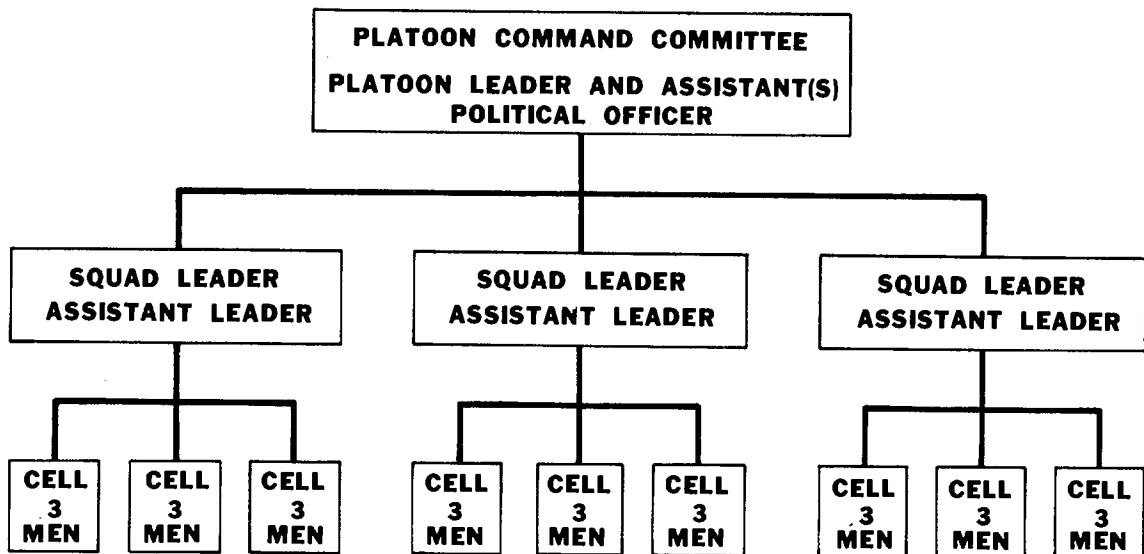 PLATOON COMMAND COMMITTEE
PLATOON LEADER AND ASSISTANT(S)
POLITICAL OFFICER
SQUAD LEADER
ASSISTANT LEADER
SQUAD LEADER
ASSISTANT LEADER
SQUAD LEADER
ASSISTANT LEADER
CELL
3
MEN
CELL
3
MEN
CELL
3
MEN
CELL
3
MEN
CELL
3
MEN
CELL
3
MEN
CELL
3
MEN
CELL
3
MEN
CELL
3
MEN